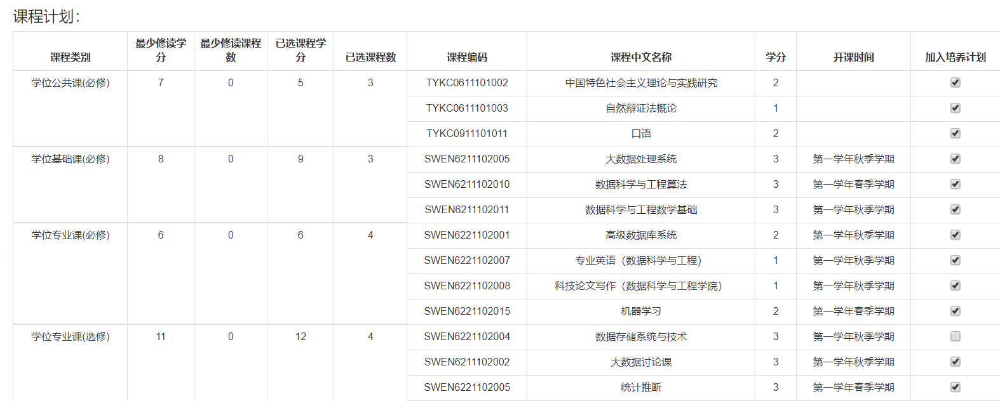 课程计划:
课程类别 最少修读学分 最少修读课程数 已选课程学分 已选课程数 课程编码 课程中文名称 学分 开课时间 加入培养计划
学位公共课(必修) 7 0 5 3 TYKC0611101002 中国特色社会主义理论与实践研究 2
TYKC0611101003 自然辩证法概论 1
TYKC0911101011 口语 2
学位基础课(必修) 8 0 9 3 SWEN6211102005 大数据处理系统 3 第一学年秋季学期
SWEN6211102010 数据科学与工程算法 3 第一学年春季学期
SWEN6211102011 数据科学与工程数学基础 3 第一学年秋季学期
学位专业课(必修) 6 0 6 4 SWEN6221102001 高级数据库系统 2 第一学年秋季学期
SWEN6221102007 专业英语（数据科学与工程） 1 第一学年秋季学期
SWEN6221102008 科技论文写作（数据科学与工程学院） 1 第一学年秋季学期
SWEN6221102015 机器学习 2 第一学年春季学期
学位专业课(选修) 11 0 12 4 SWEN6221102004 数据存储系统与技术 3 第一学年秋季学期
SWEN6211102002 大数据讨论课 3 第一学年秋季学期
SWEN6221102005 统计推断 3 第一学年春季学期